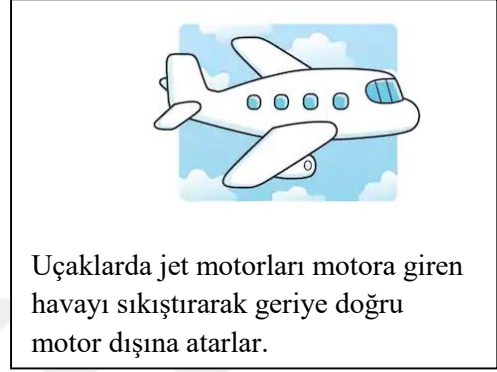 Uçaklarda jet motorları motora giren
havayı sıkıştırarak geriye doğru
motor dışına atarlar.